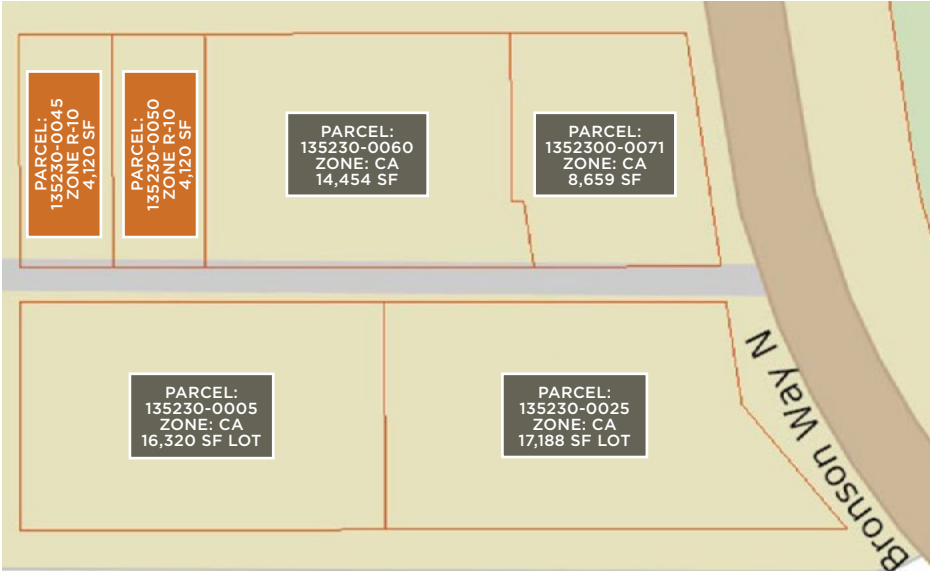 PARCEL:
135230-0045
ZONE R-10
4,120 SF
PARCEL:
135230-0050
ZONE R-10
4,120 SF
PARCEL:
135230-0060
ZONE: CA
14,454 SF
PARCEL:
1352300-0071
ZONE: CA
8,659 SF
PARCEL:
135230-0005
ZONE: CA
16,320 SF LOT
PARCEL:
135230-0025
ZONE: CA
17,188 SF LOT
Bronson Way N